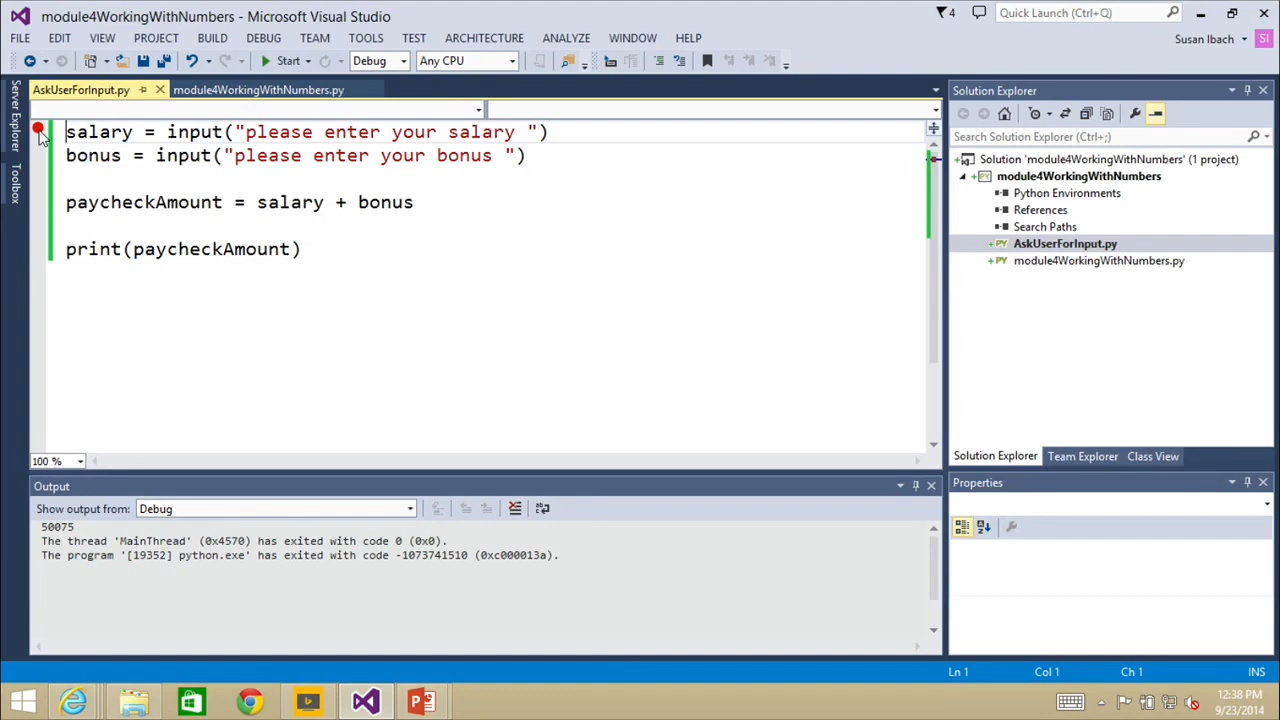 module4WorkingWithNumbers - Microsoft Visual Studio
4
Quick Launch (Ctrl+Q)
FILE EDIT VIEW PROJECT BUILD DEBUG TEAM TOOLS TEST ARCHITECTURE ANALYZE WINDOW HELP
Susan Ibach SI
Start Debug Any CPU
Server Explorer
Toolbox
AskUserForInput.py module4WorkingWithNumbers.py
salary = input("please enter your salary ")
bonus = input("please enter your bonus ")
paycheckAmount = salary + bonus
print(paycheckAmount)
100 %
Solution Explorer
Search Solution Explorer (Ctrl+;)
Solution 'module4WorkingWithNumbers' (1 project)
module4WorkingWithNumbers
Python Environments
References
Search Paths
AskUserForInput.py
module4WorkingWithNumbers.py
Solution Explorer Team Explorer Class View
Output
Show output from: Debug
50075
The thread 'MainThread' (0x4570) has exited with code 0 (0x0).
The program '[19352] python.exe' has exited with code -1073741510 (0xc000013a).
Properties
Ln 1 Col 1 Ch 1 INS
12:38 PM
9/23/2014